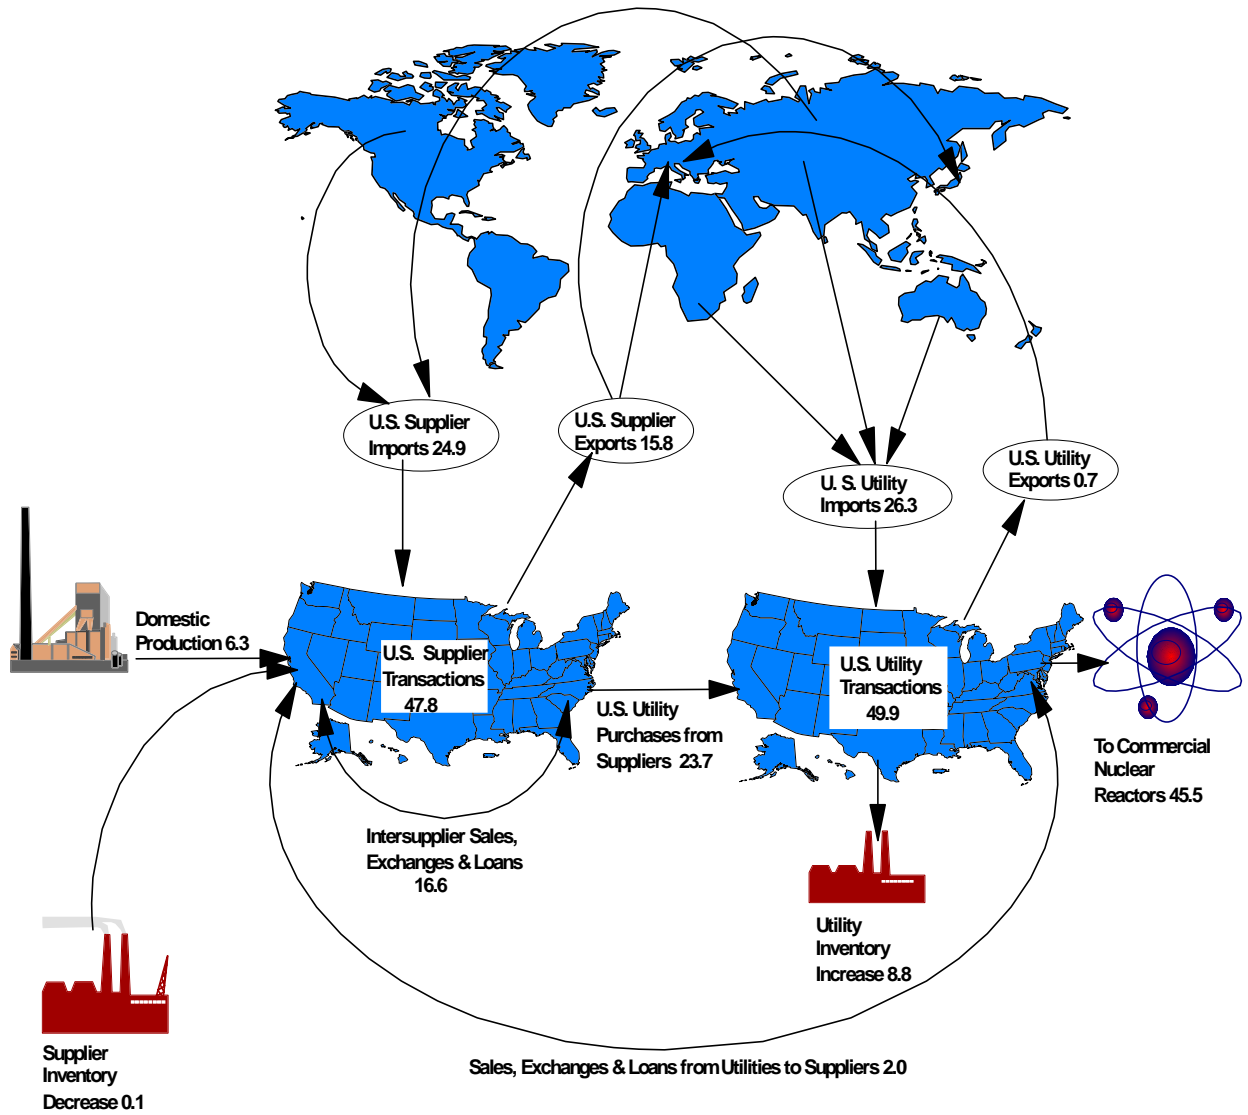 U.S. Supplier
Imports 24.9
U.S. Supplier
Exports 15.8
U. S. Utility
Imports 26.3
U.S. Utility
Exports 0.7
Domestic
Production 6.3
U.S. Supplier
Transactions
47.8
U.S. Utility
Purchases from
Suppliers 23.7
U.S. Utility
Transactions
49.9
To Commercial
Nuclear
Reactors 45.5
Intersupplier Sales,
Exchanges & Loans
16.6
Utility
Inventory
Increase 8.8
Supplier
Inventory
Decrease 0.1
Sales, Exchanges & Loans from Utilities to Suppliers 2.0